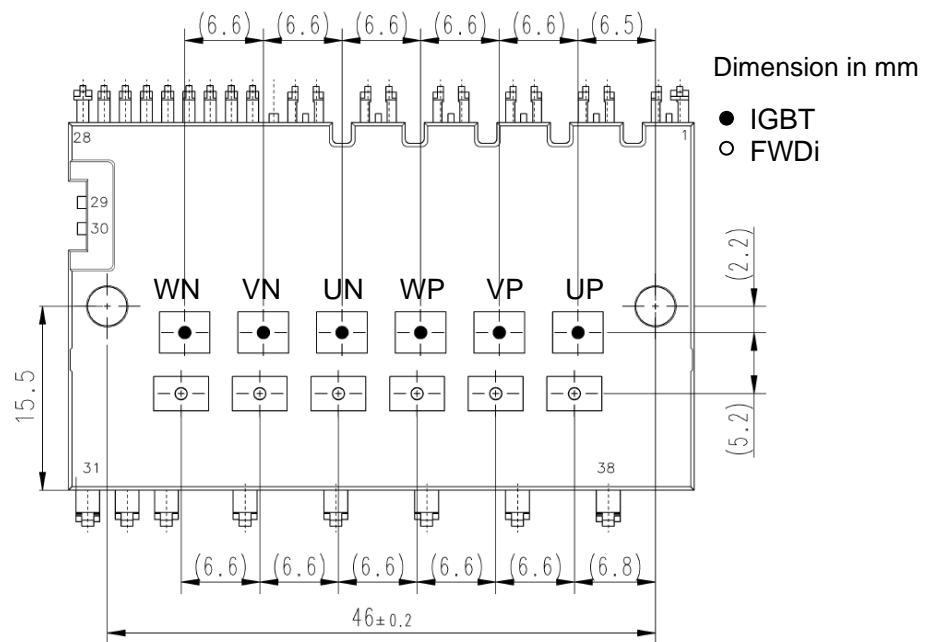 (6.6) (6.6) (6.6) (6.6) (6.6) (6.5)
Dimension in mm
● IGBT
○ FWDi
28 1
29
30
(2.2)
WN VN UN WP VP UP
15.5
(5.2)
31 38
(6.6) (6.6) (6.6) (6.6) (6.6) (6.8)
46±0.2